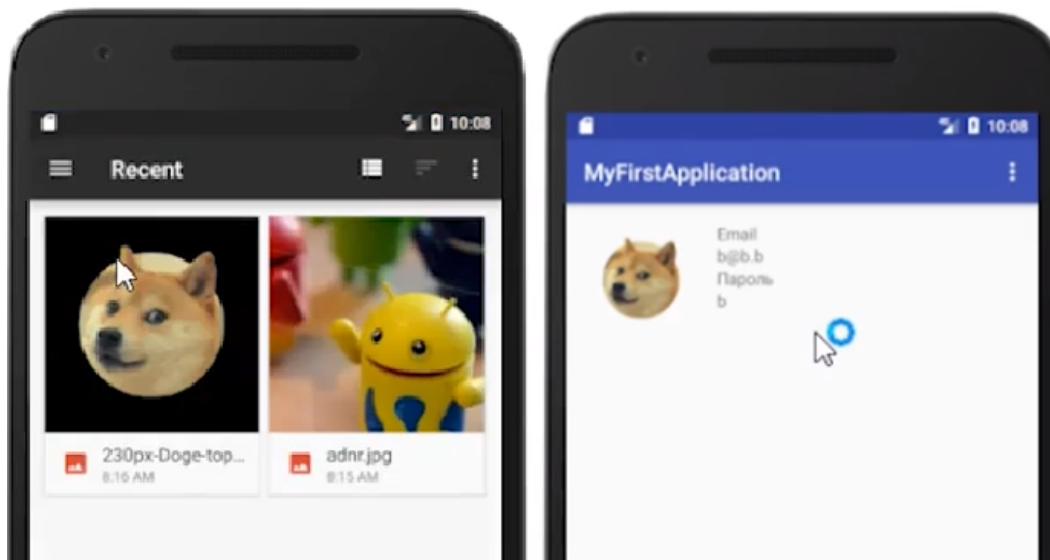 10:08
Recent
230px-Doge-top...
8:16 AM
adnr.jpg
8:15 AM
10:08
MyFirstApplication
Email
b@b.b
Пароль
b